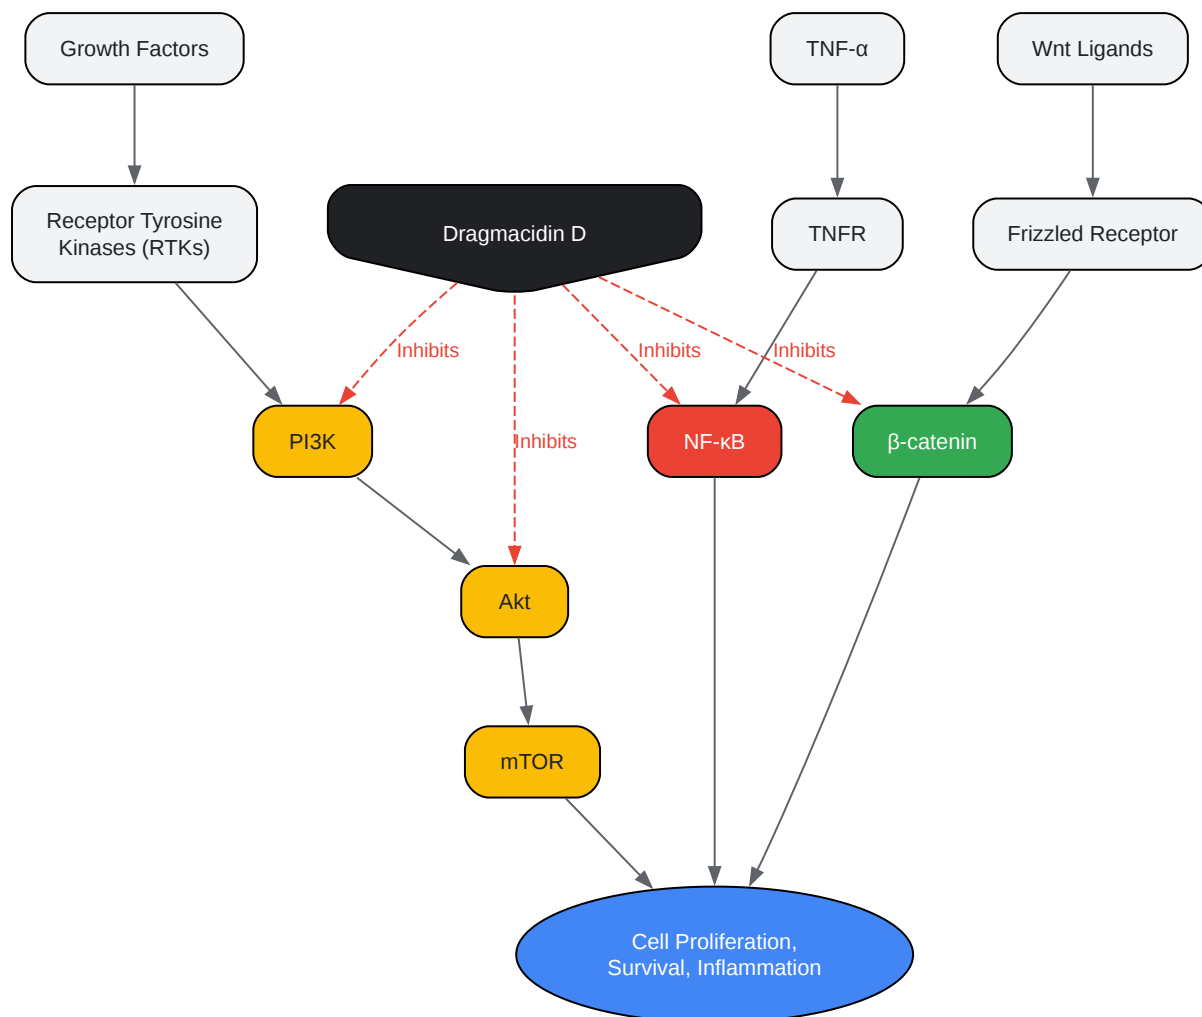 Growth Factors
TNF-α
Wnt Ligands
Receptor Tyrosine
Kinases (RTKs)
Dragmacidin D
TNFR
Frizzled Receptor
Inhibits
Inhibits
Inhibits
Inhibits
PI3K
NF-κB
β-catenin
Akt
mTOR
Cell Proliferation,
Survival, Inflammation